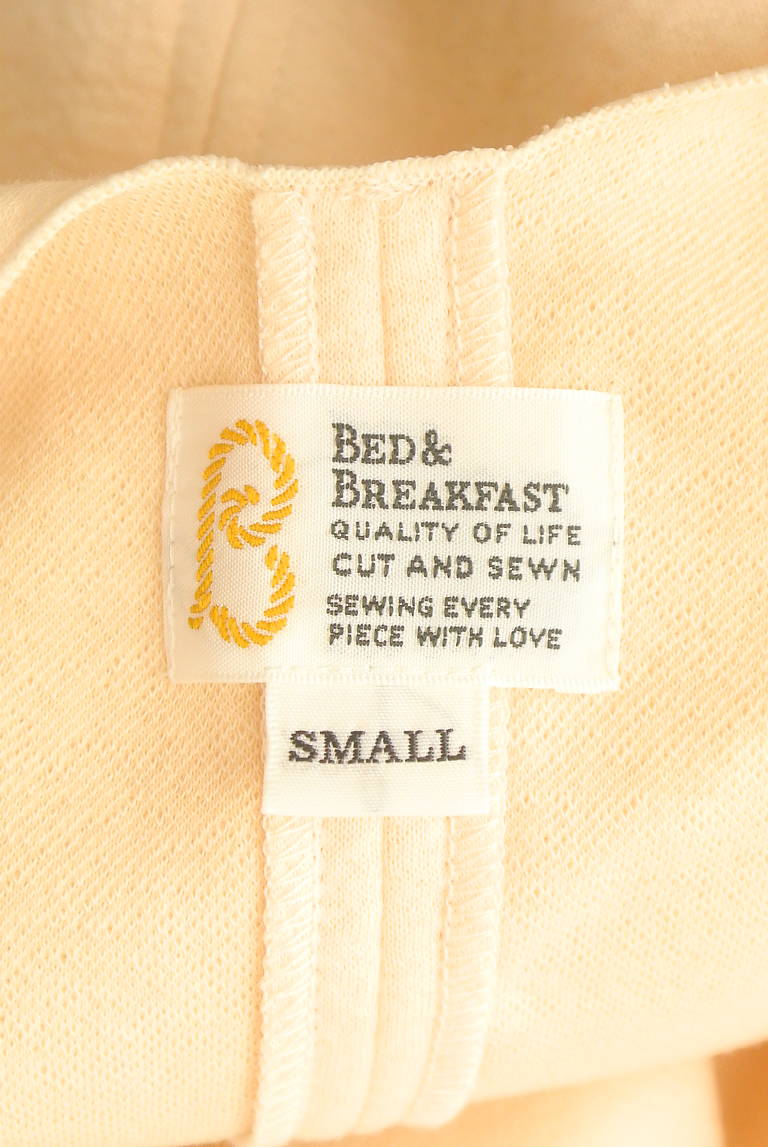 BED &
BREAKFAST
QUALITY OF LIFE
CUT AND SEWN
SEWING EVERY
PIECE WITH LOVE
SMALL